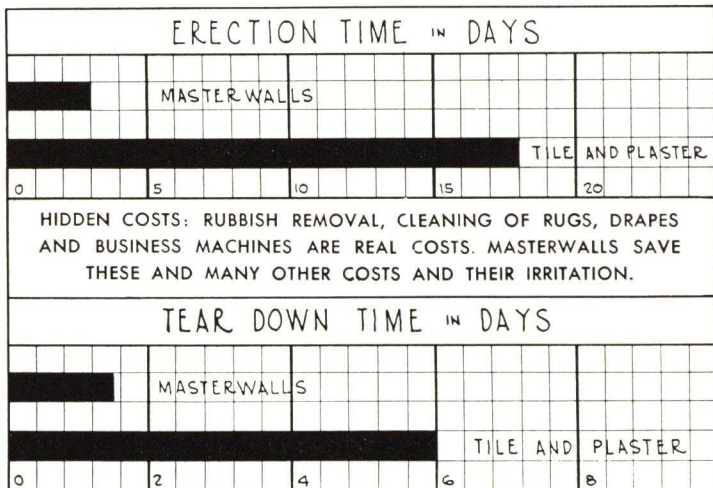 ERECTION TIME IN DAYS
MASTERWALLS
TILE AND PLASTER
0 5 10 15 20
HIDDEN COSTS: RUBBISH REMOVAL, CLEANING OF RUGS, DRAPES
AND BUSINESS MACHINES ARE REAL COSTS. MASTERWALLS SAVE
THESE AND MANY OTHER COSTS AND THEIR IRRITATION.
TEAR DOWN TIME IN DAYS
MASTERWALLS
TILE AND PLASTER
0 2 4 6 8